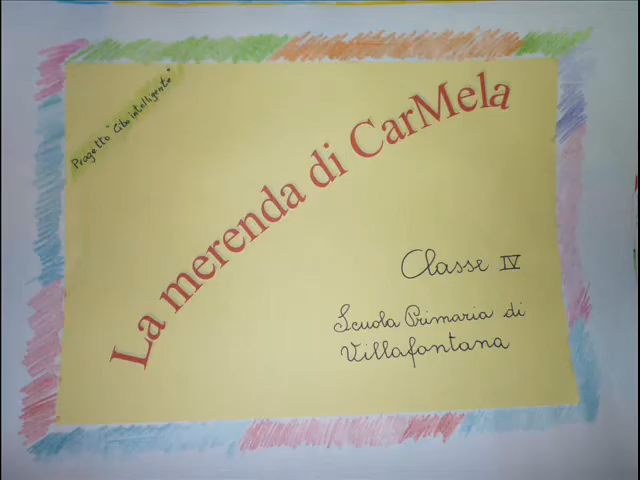 Progetto "Cibo intelligente"
La merenda di CarMela
Classe IV
Scuola Primaria di
Villafontana